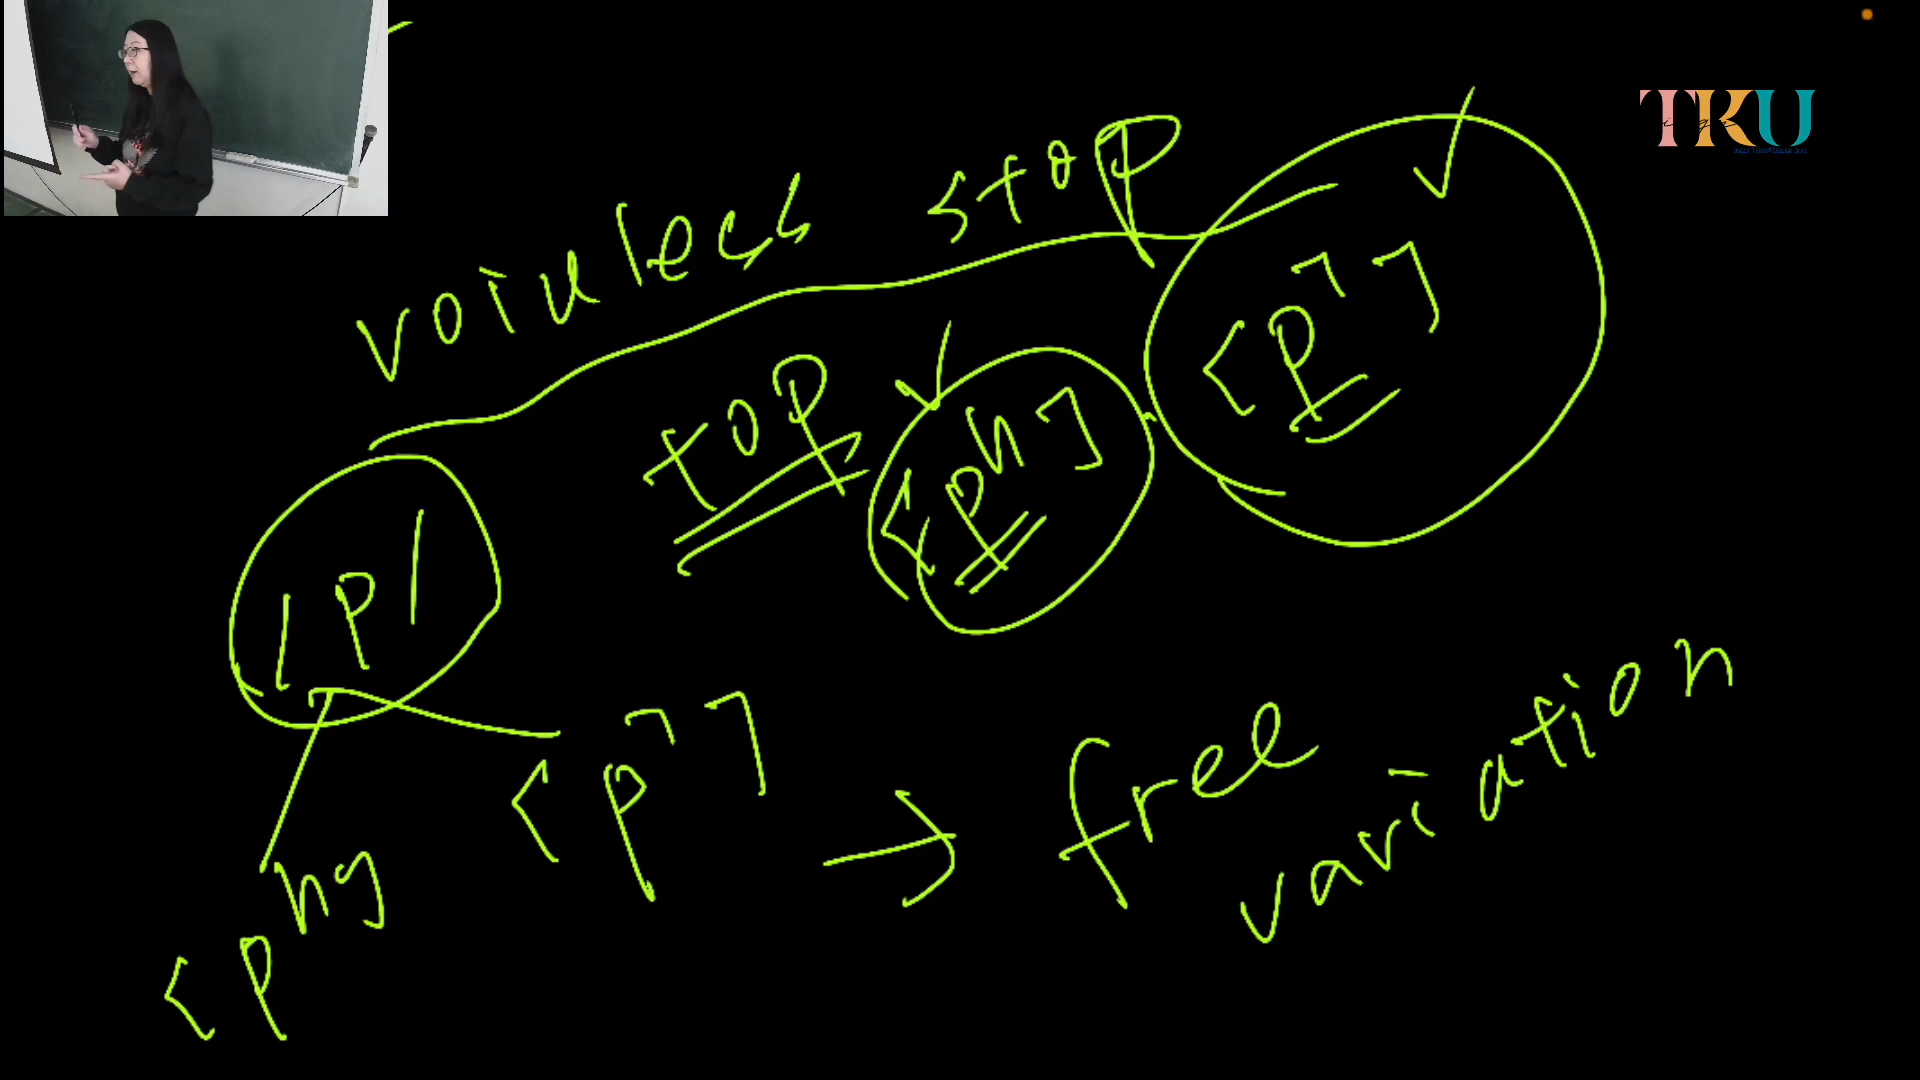 voiceless stop
TKU
top [pʰ] [p˺]
/p/
[pʰ] [p˺] → free variation